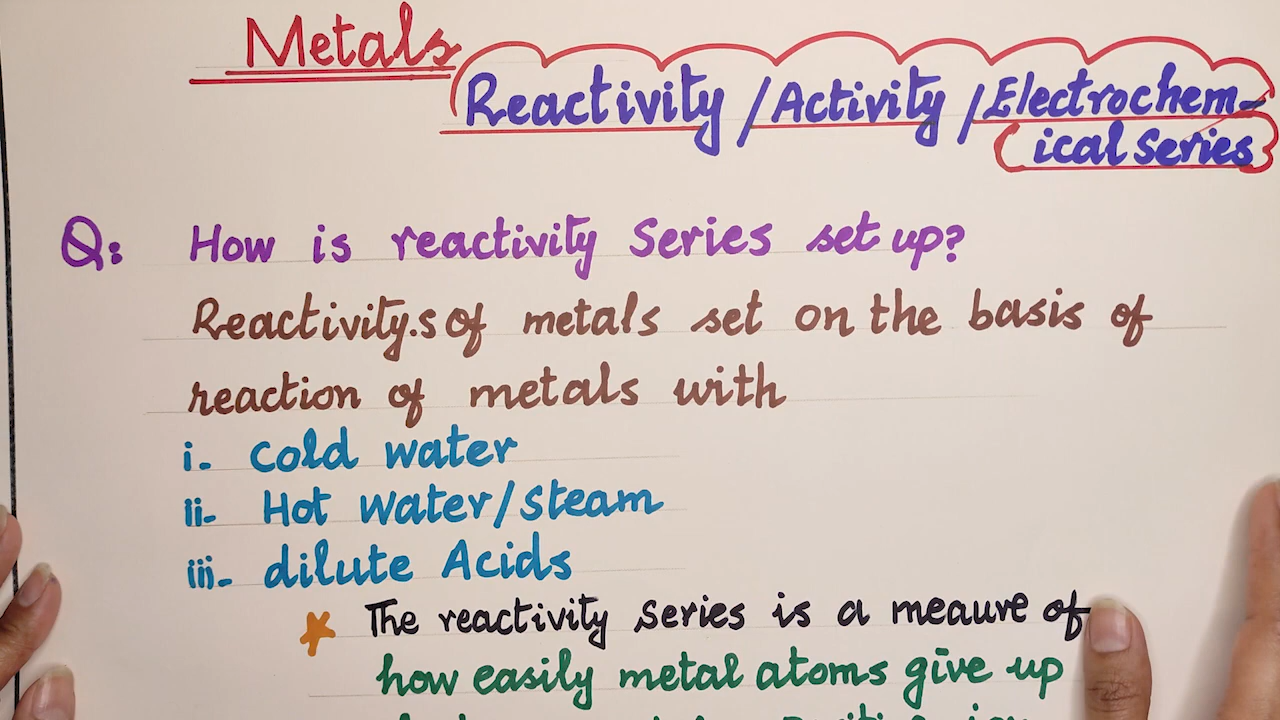 Metals
Reactivity / Activity / Electrochem-
ical Series
Q: How is reactivity Series set up?
Reactivity.s of metals set on the basis of
reaction of metals with
i. cold water
ii. Hot water/steam
iii. dilute Acids
* The reactivity series is a meaure of
how easily metal atoms give up